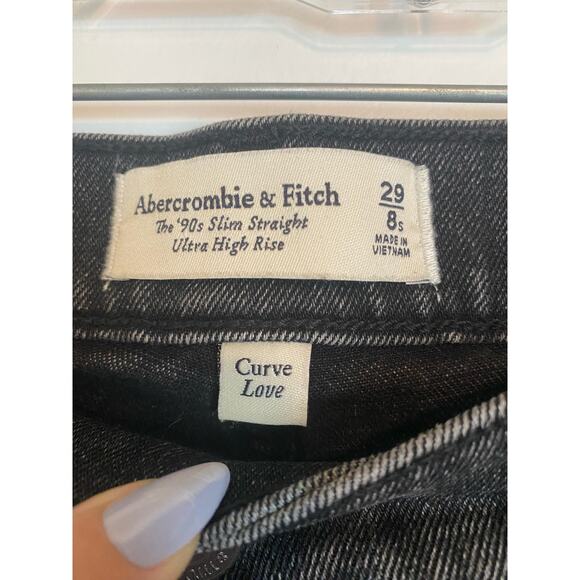 Abercrombie & Fitch
The '90s Slim Straight
Ultra High Rise
29
8s
MADE IN
VIETNAM
Curve
Love